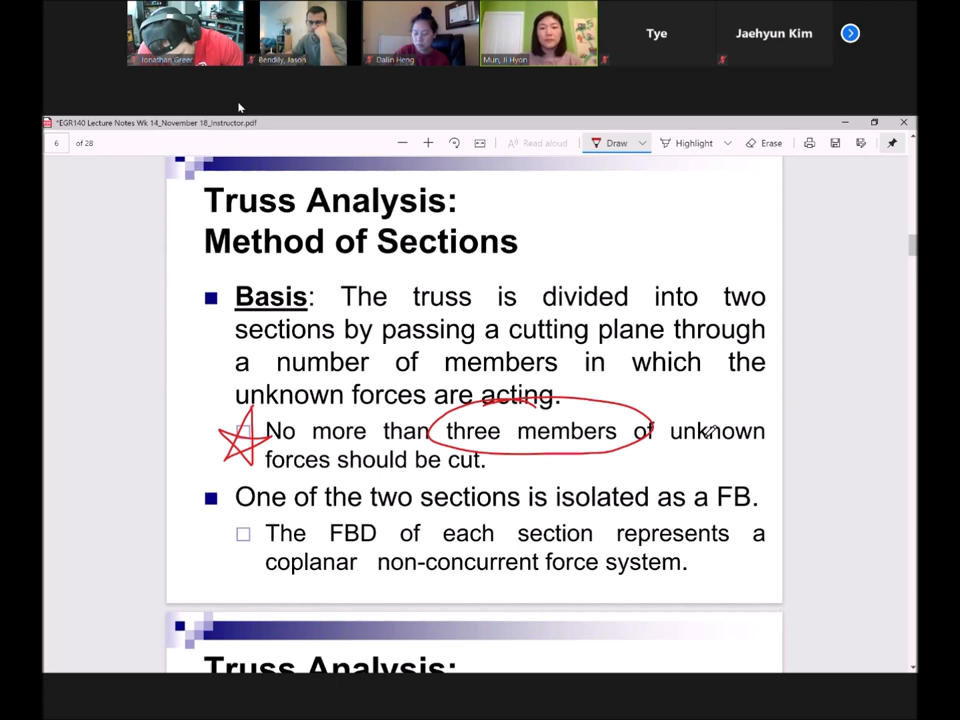 Jonathan Greer
Bendily, Jason
Dalin Heng
Mun, Ji Hyon
Tye
Jaehyun Kim
*EGR140 Lecture Notes Wk 14_November 18_Instructor.pdf
6 of 28
Read aloud
Draw
Highlight
Erase
Truss Analysis:
Method of Sections
Basis: The truss is divided into two
sections by passing a cutting plane through
a number of members in which the
unknown forces are acting.
No more than three members of unknown
forces should be cut.
One of the two sections is isolated as a FB.
The FBD of each section represents a
coplanar non-concurrent force system.
Truss Analysis: